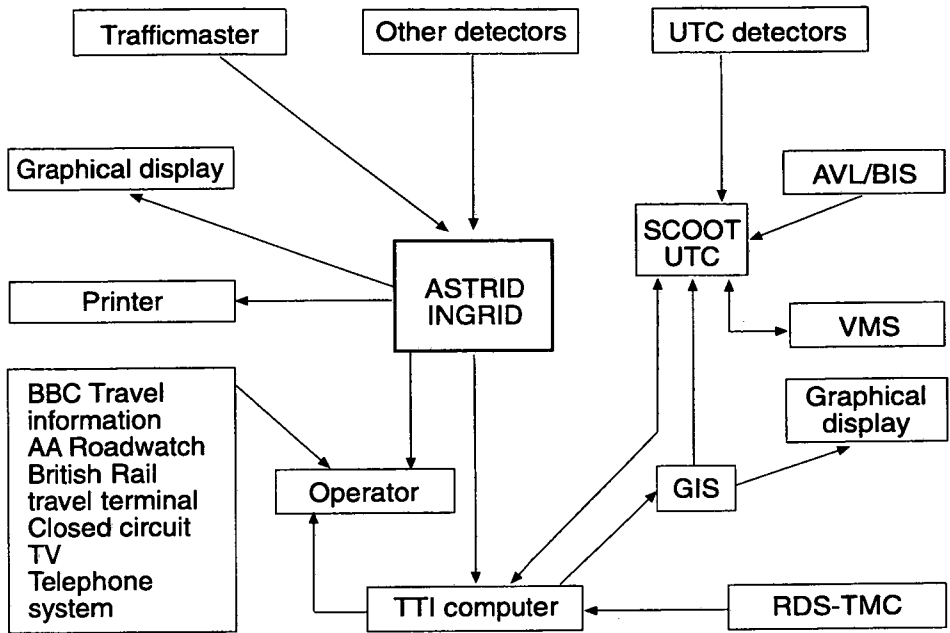 Trafficmaster
Other detectors
UTC detectors
Graphical display
AVL/BIS
SCOOT
UTC
ASTRID
INGRID
Printer
VMS
BBC Travel
information
AA Roadwatch
British Rail
travel terminal
Closed circuit
TV
Telephone
system
Graphical
display
Operator
GIS
TTI computer
RDS-TMC